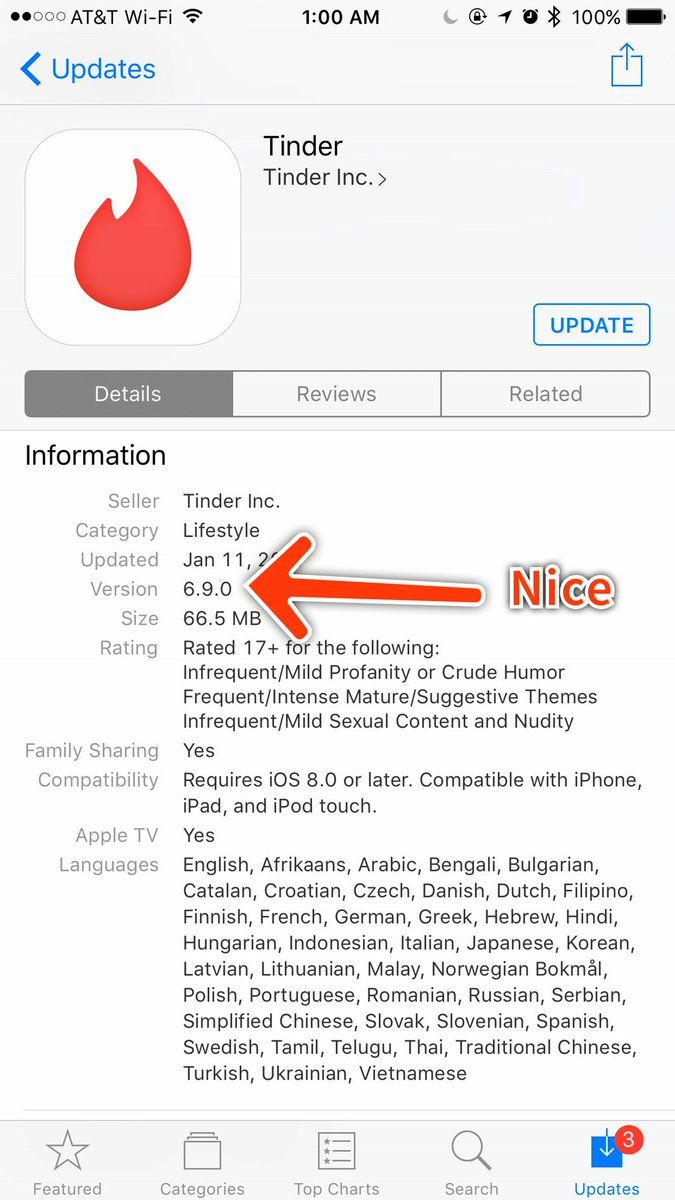 AT&T Wi-Fi 1:00 AM 100%
Updates
Tinder
Tinder Inc. >
UPDATE
Details Reviews Related
Information
Seller Tinder Inc.
Category Lifestyle
Updated Jan 11,
Version 6.9.0 Nice
Size 66.5 MB
Rating Rated 17+ for the following:
Infrequent/Mild Profanity or Crude Humor
Frequent/Intense Mature/Suggestive Themes
Infrequent/Mild Sexual Content and Nudity
Family Sharing Yes
Compatibility Requires iOS 8.0 or later. Compatible with iPhone,
iPad, and iPod touch.
Apple TV Yes
Languages English, Afrikaans, Arabic, Bengali, Bulgarian,
Catalan, Croatian, Czech, Danish, Dutch, Filipino,
Finnish, French, German, Greek, Hebrew, Hindi,
Hungarian, Indonesian, Italian, Japanese, Korean,
Latvian, Lithuanian, Malay, Norwegian Bokmål,
Polish, Portuguese, Romanian, Russian, Serbian,
Simplified Chinese, Slovak, Slovenian, Spanish,
Swedish, Tamil, Telugu, Thai, Traditional Chinese,
Turkish, Ukrainian, Vietnamese
3
Featured Categories Top Charts Search Updates